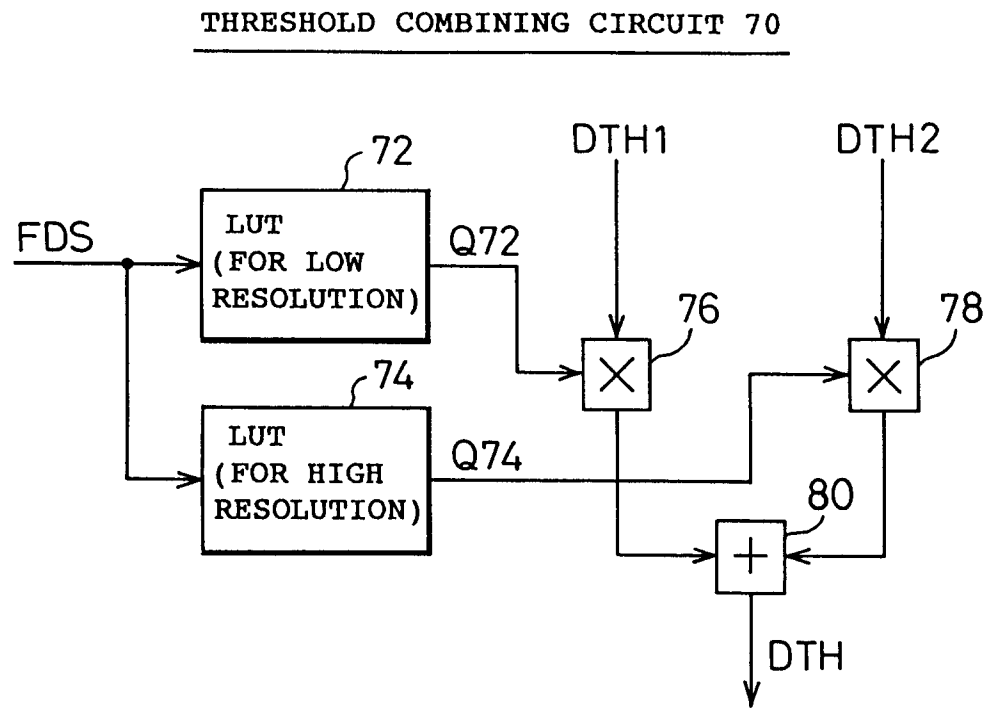 THRESHOLD COMBINING CIRCUIT 70
DTH1
DTH2
72
FDS
LUT
(FOR LOW
RESOLUTION)
Q72
76
78
×
×
74
LUT
(FOR HIGH
RESOLUTION)
Q74
80
+
DTH